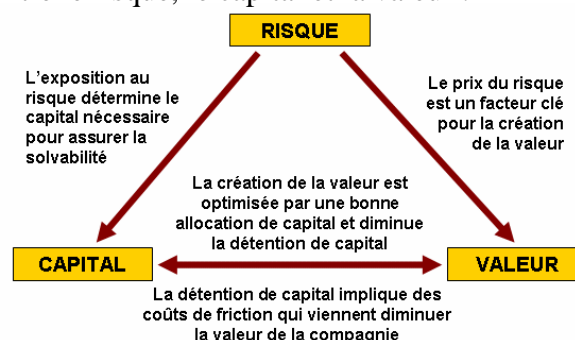 RISQUE
L'exposition au
risque détermine le
capital nécessaire
pour assurer la
solvabilité
Le prix du risque
est un facteur clé
pour la création
de la valeur
La création de la valeur est
optimisée par une bonne
allocation de capital et diminue
la détention de capital
CAPITAL
VALEUR
La détention de capital implique des
coûts de friction qui viennent diminuer
la valeur de la compagnie